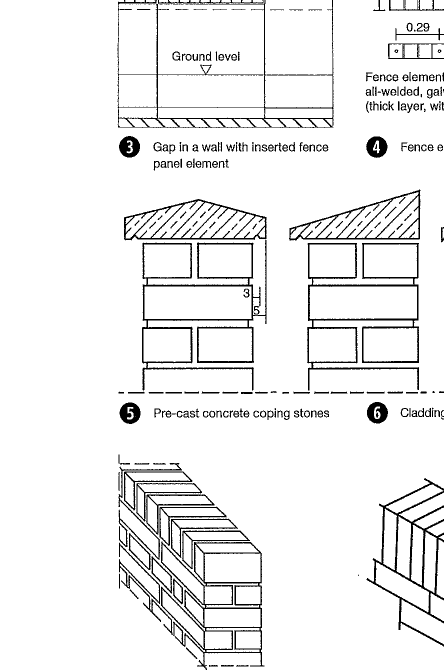 0.29
Ground level
Fence element
all-welded, galv
(thick layer, wit
3 Gap in a wall with inserted fence
panel element
4 Fence e
3
5
5 Pre-cast concrete coping stones
6 Cladding